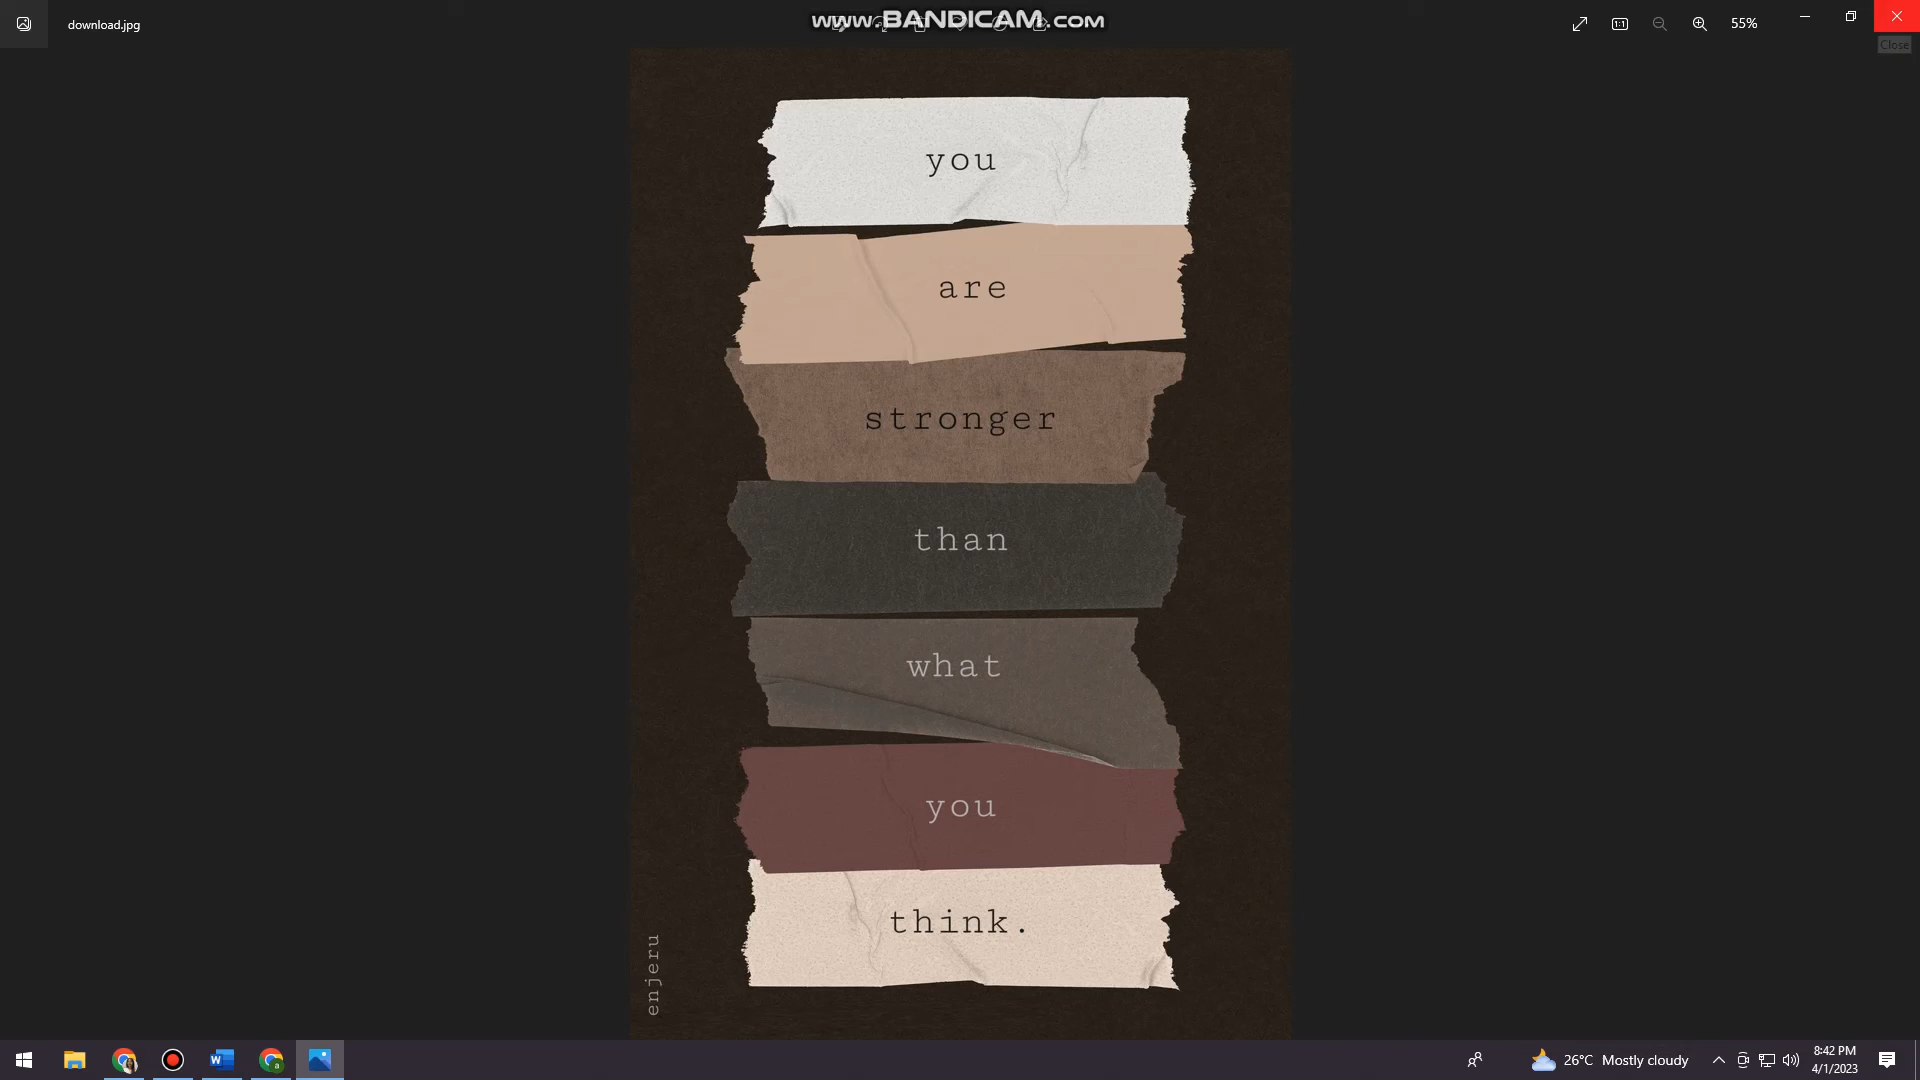 download.jpg
www.BANDICAM.com
55%
Close
you
are
stronger
than
what
you
think.
enjeru
26°C Mostly cloudy
8:42 PM
4/1/2023